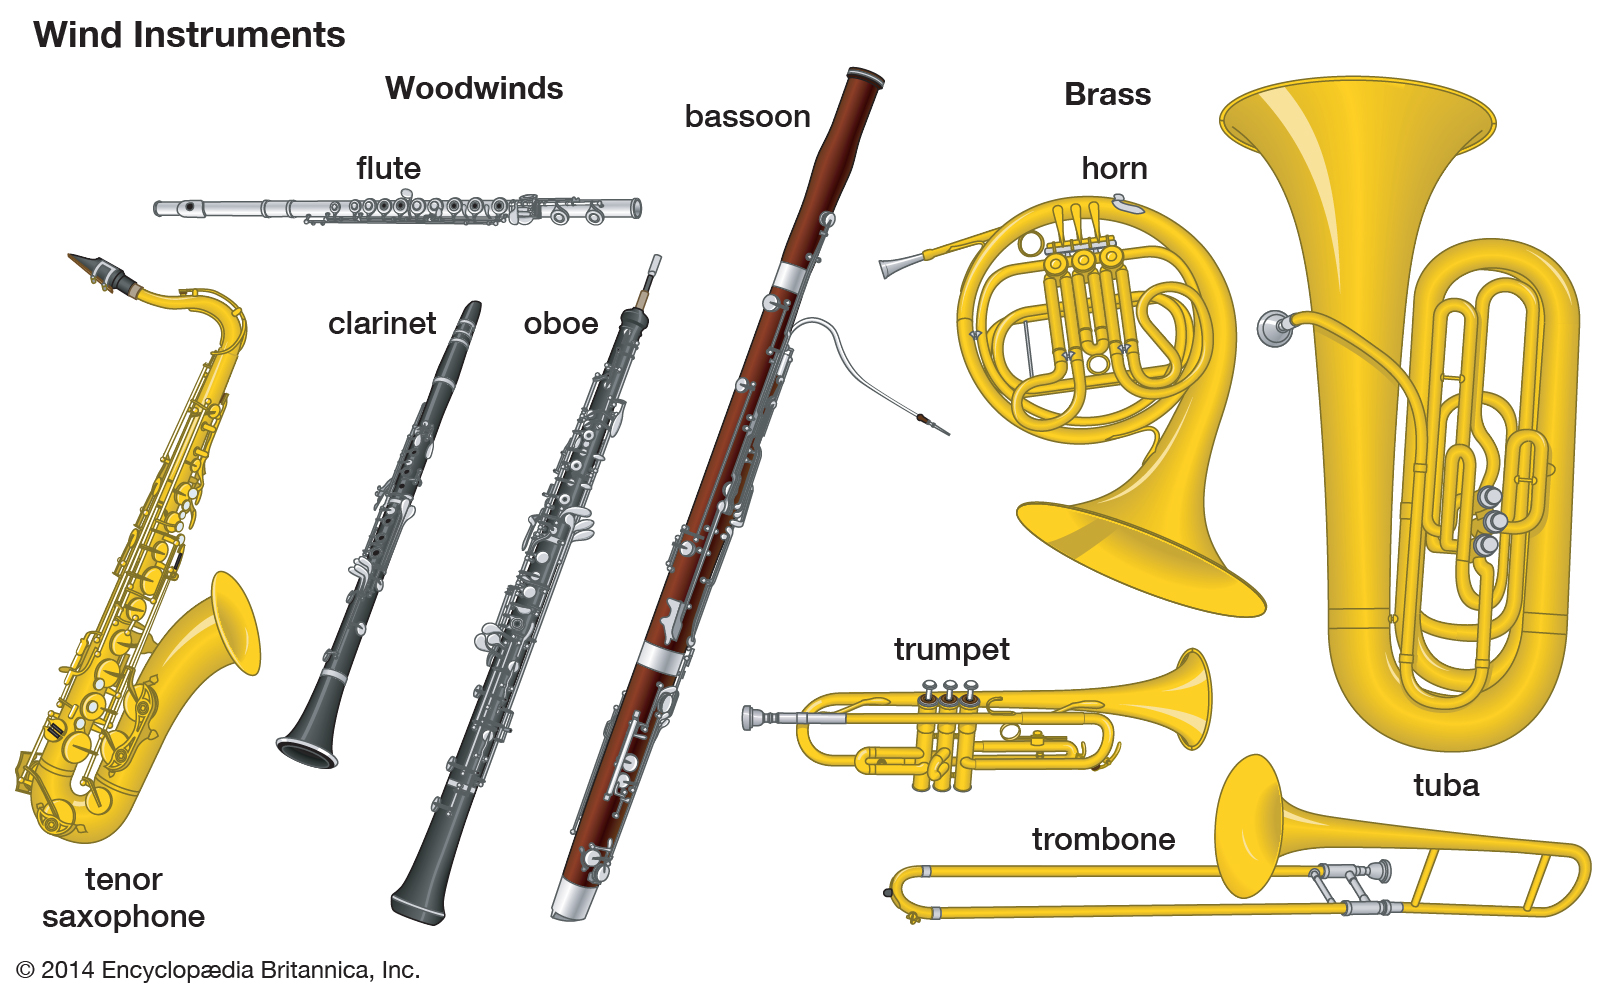 Wind Instruments
Woodwinds
flute
clarinet
oboe
bassoon
tenor
saxophone
Brass
horn
trumpet
tuba
trombone
© 2014 Encyclopædia Britannica, Inc.